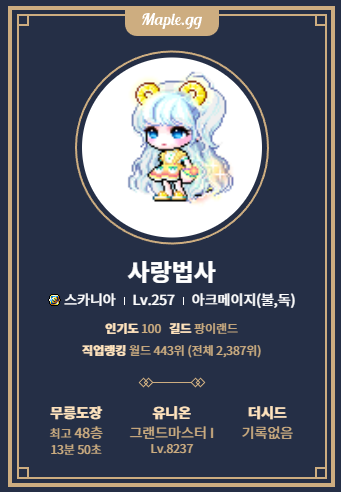 Maple.gg
사랑법사
스카니아 | Lv.257 | 아크메이지(불,독)
인기도 100 길드 팡이랜드
직업랭킹 월드 443위 (전체 2,387위)
무릉도장 유니온 더시드
최고 48층 그랜드마스터 I 기록없음
13분 50초 Lv.8237